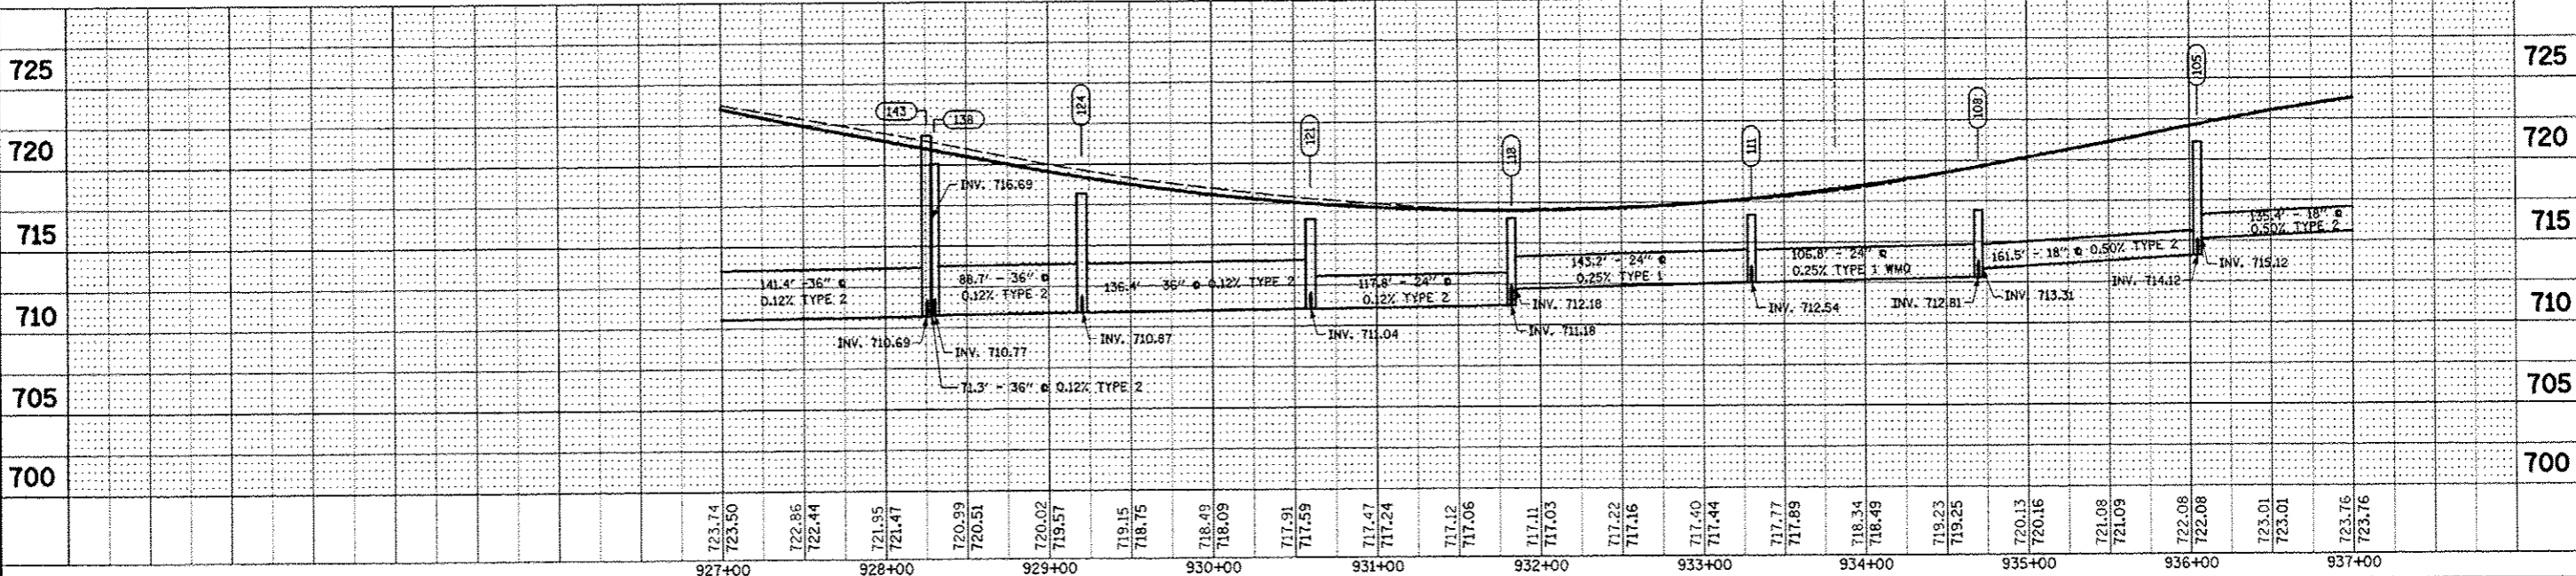 725
720
715
710
705
700
725
720
715
710
705
700
143
138
124
121
118
111
108
105
INV. 716.69
141.4' - 36" @
0.12% TYPE 2
88.7' - 36" @
0.12% TYPE 2
136.4' - 36" @ 0.12% TYPE 2
117.8' - 24" @
0.12% TYPE 2
143.2' - 24" @
0.25% TYPE 1
106.8' - 24" @
0.25% TYPE 1 WMQ
161.5' - 18" @ 0.50% TYPE 2
135.4' - 18" @
0.50% TYPE 2
INV. 710.69
INV. 710.77
71.3' - 36" @ 0.12% TYPE 2
INV. 710.87
INV. 711.04
INV. 712.18
INV. 711.18
INV. 712.54
INV. 712.81
INV. 713.31
INV. 714.12
INV. 715.12
723.74
723.50
722.86
722.44
721.95
721.47
720.99
720.51
720.02
719.57
719.15
718.75
718.49
718.09
717.91
717.59
717.47
717.24
717.12
717.06
717.11
717.03
717.22
717.16
717.40
717.44
717.77
717.89
718.34
718.49
719.23
719.25
720.13
720.16
721.08
721.09
722.08
722.08
723.01
723.01
723.76
723.76
927+00
928+00
929+00
930+00
931+00
932+00
933+00
934+00
935+00
936+00
937+00